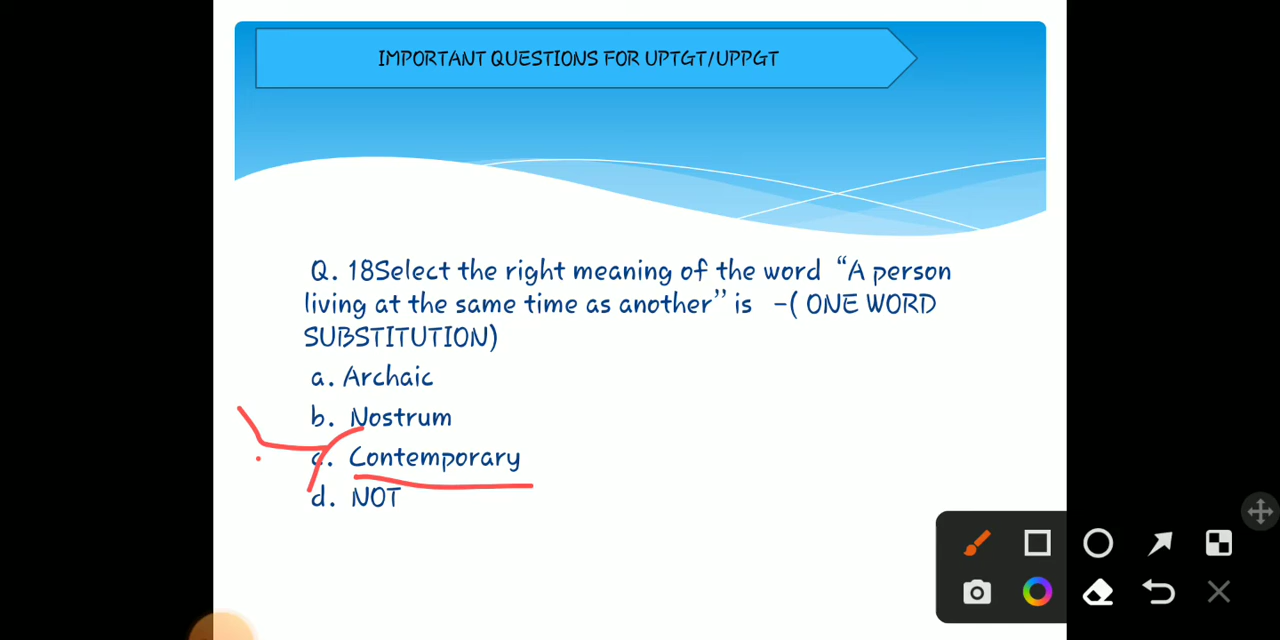 IMPORTANT QUESTIONS FOR UPTGT/UPPGT
Q. 18Select the right meaning of the word “A person
living at the same time as another” is -( ONE WORD
SUBSTITUTION)
a. Archaic
b. Nostrum
c. Contemporary
d. NOT